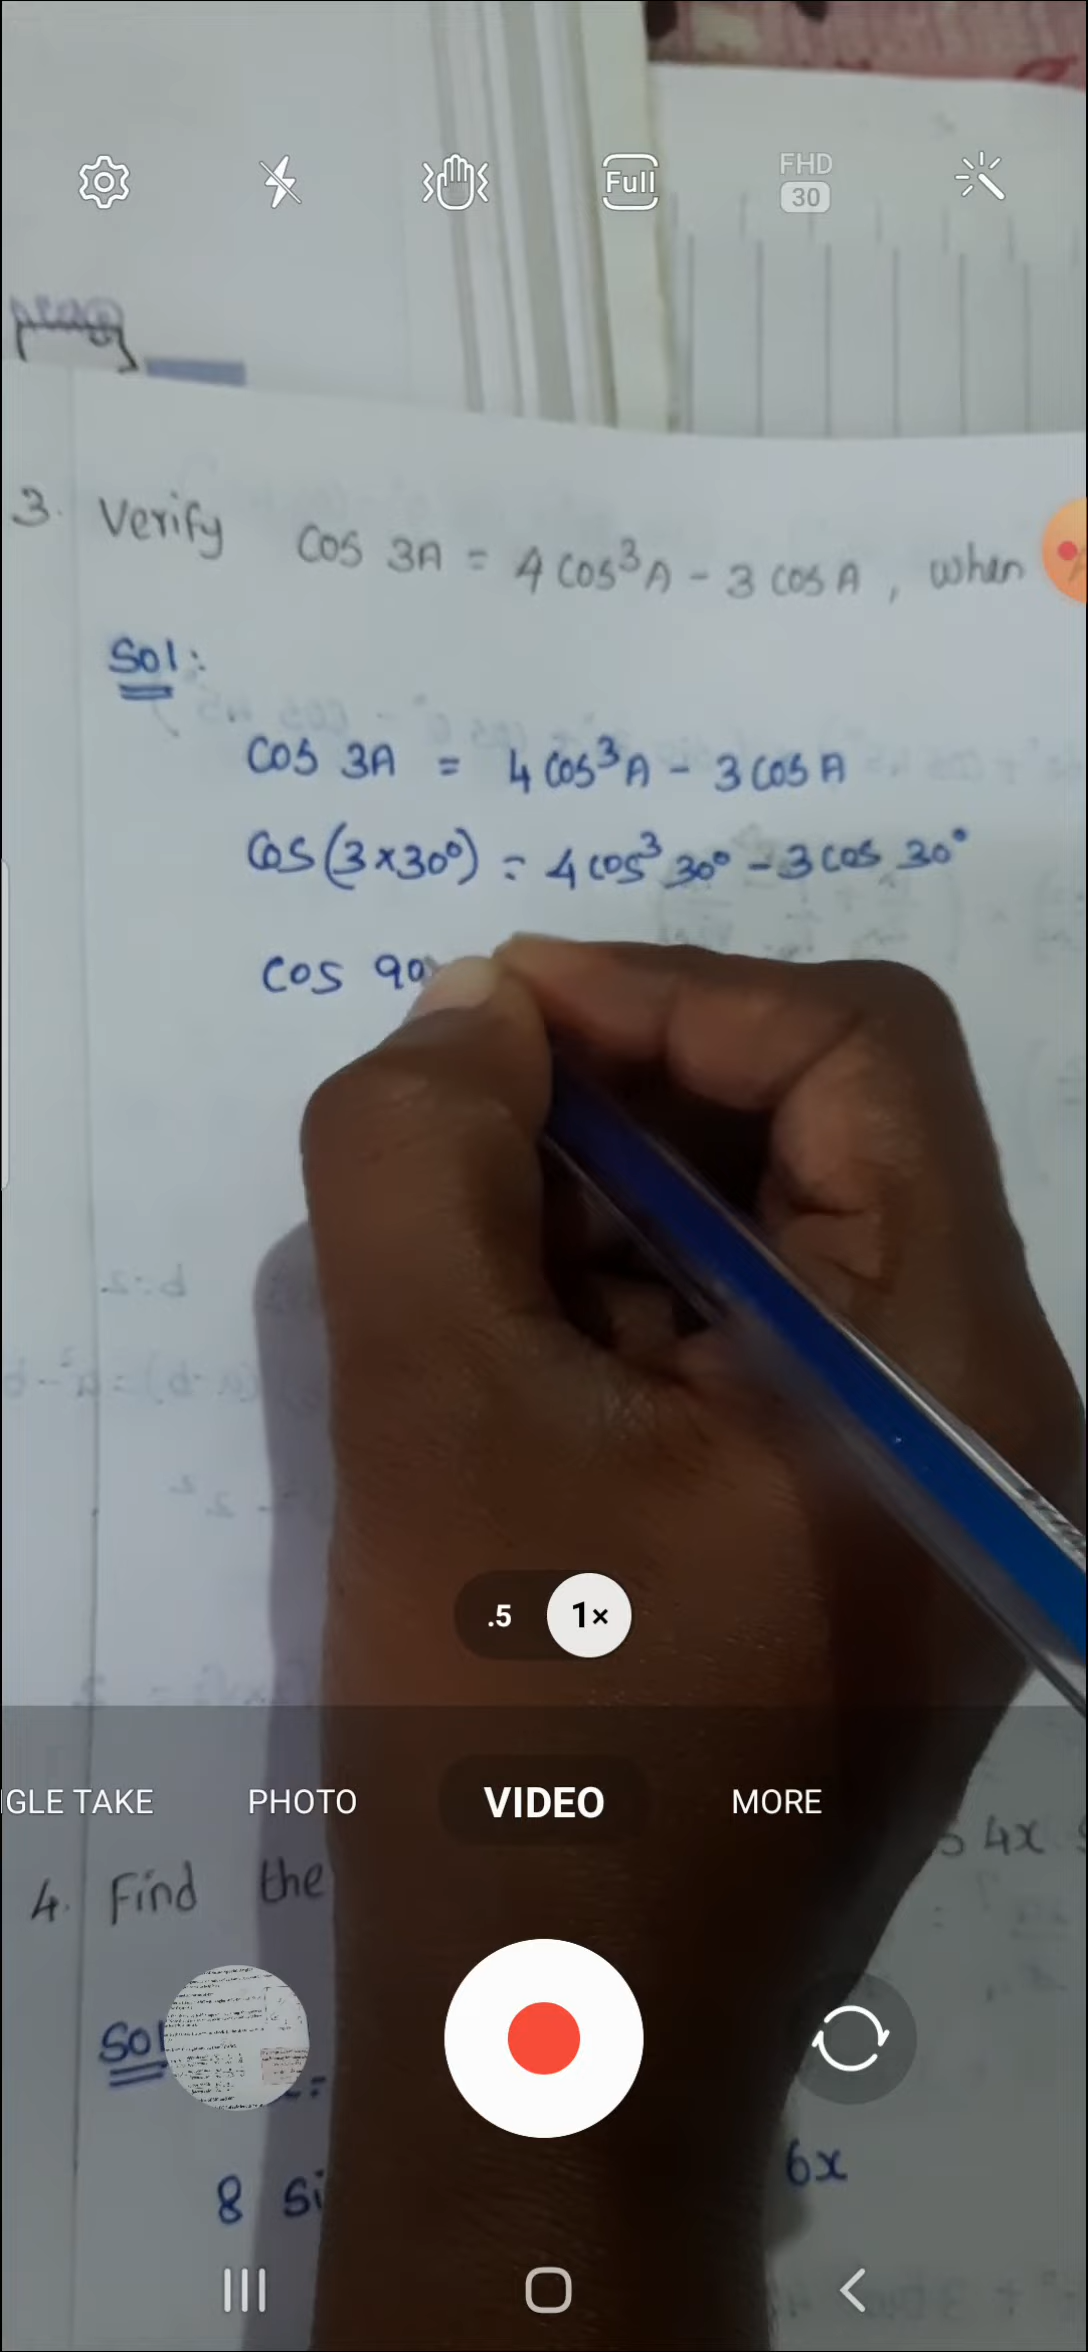 Full
FHD
30
3. Verify cos 3A = 4 cos³A - 3 cos A, when
Sol:
cos 3A = 4 cos³A - 3 cos A
cos(3×30°) = 4 cos³ 30° - 3 cos 30°
cos 90
.5 1×
GLE TAKE PHOTO VIDEO MORE
4x
4. Find the
Sol
8 Si 6x